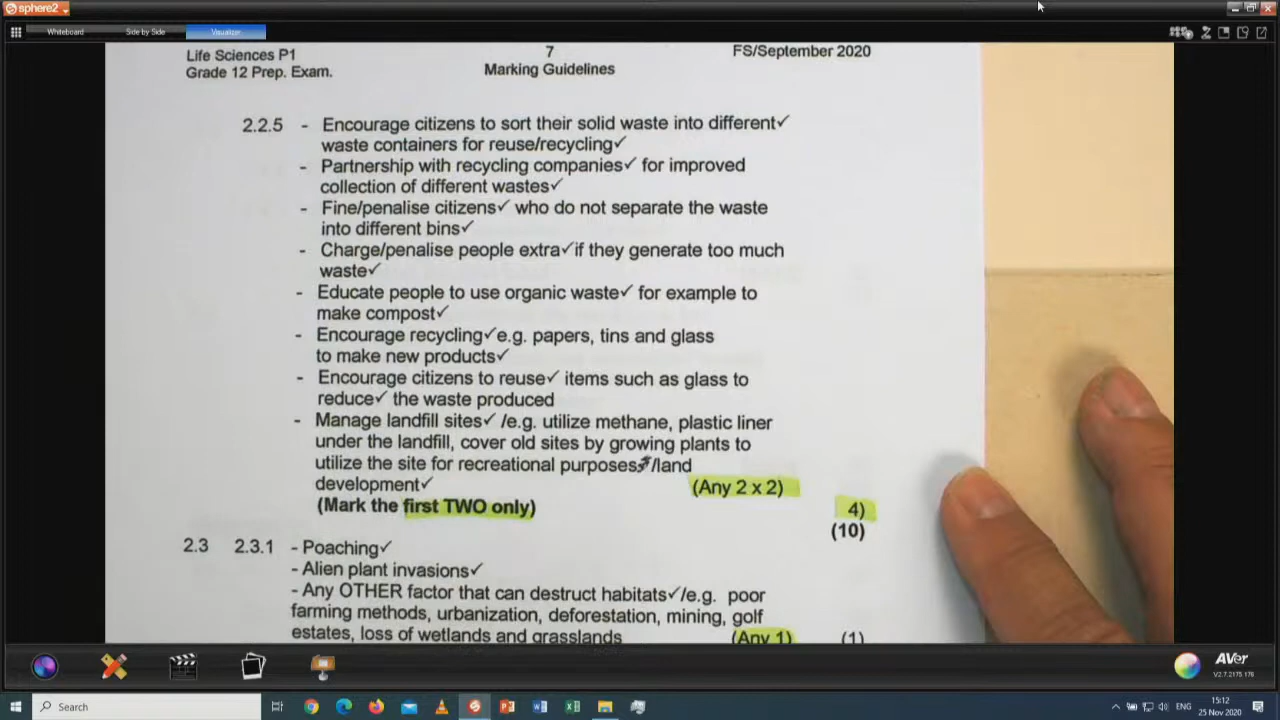 sphere2
Whiteboard
Side by Side
Visualizer
Life Sciences P1
7
FS/September 2020
Grade 12 Prep. Exam.
Marking Guidelines
2.2.5 - Encourage citizens to sort their solid waste into different✓
waste containers for reuse/recycling✓
- Partnership with recycling companies✓ for improved
collection of different wastes✓
- Fine/penalise citizens✓ who do not separate the waste
into different bins✓
- Charge/penalise people extra✓if they generate too much
waste✓
- Educate people to use organic waste✓ for example to
make compost✓
- Encourage recycling✓e.g. papers, tins and glass
to make new products✓
- Encourage citizens to reuse✓ items such as glass to
reduce✓ the waste produced
- Manage landfill sites✓ /e.g. utilize methane, plastic liner
under the landfill, cover old sites by growing plants to
utilize the site for recreational purposes/land
development✓
(Any 2 x 2)
(Mark the first TWO only)
4)
(10)
2.3 2.3.1 - Poaching✓
- Alien plant invasions✓
- Any OTHER factor that can destruct habitats✓/e.g. poor
farming methods, urbanization, deforestation, mining, golf
estates, loss of wetlands and grasslands
(Any 1)
(1)
AVer
V2.7.2175.178
Search
ENG
15:12
25 Nov 2020